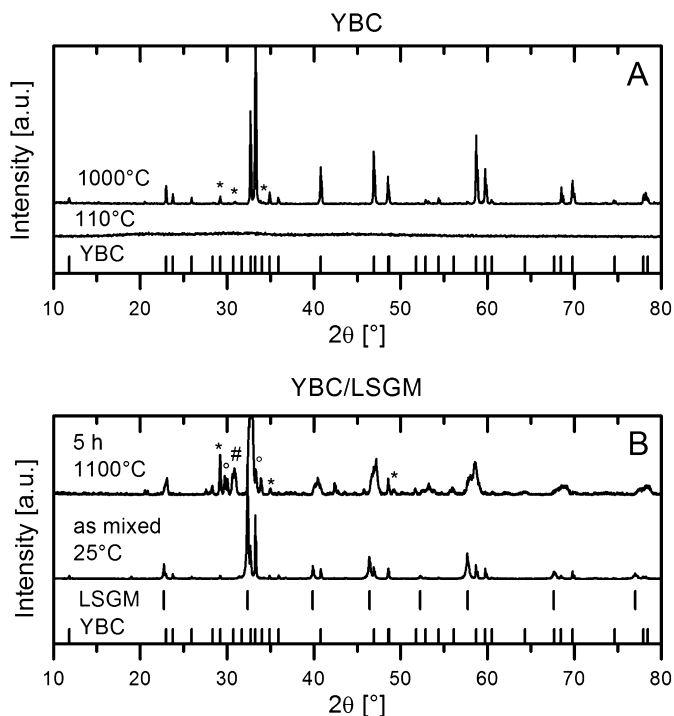 YBC
A
Intensity [a.u.]
* * *
1000°C
110°C
YBC
10 20 30 40 50 60 70 80
2θ [°]
YBC/LSGM
B
Intensity [a.u.]
5 h
1100°C
* ° # ° * *
as mixed
25°C
LSGM
YBC
10 20 30 40 50 60 70 80
2θ [°]